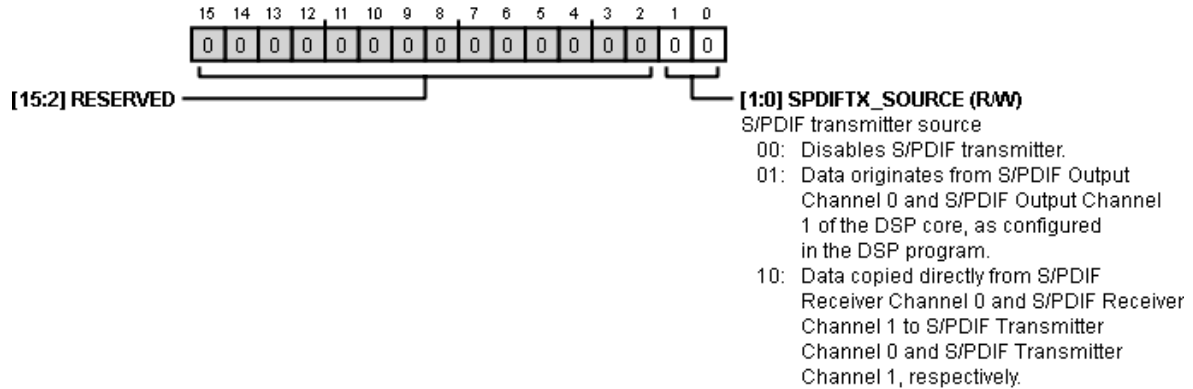 15 14 13 12 11 10 9 8 7 6 5 4 3 2 1 0
0 0 0 0 0 0 0 0 0 0 0 0 0 0 0 0
[15:2] RESERVED
[1:0] SPDIFTX_SOURCE (R/W)
S/PDIF transmitter source
00: Disables S/PDIF transmitter.
01: Data originates from S/PDIF Output
Channel 0 and S/PDIF Output Channel
1 of the DSP core, as configured
in the DSP program.
10: Data copied directly from S/PDIF
Receiver Channel 0 and S/PDIF Receiver
Channel 1 to S/PDIF Transmitter
Channel 0 and S/PDIF Transmitter
Channel 1, respectively.